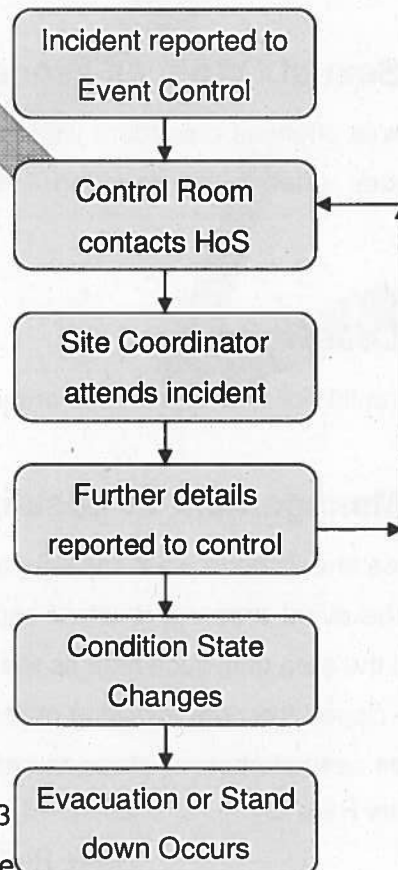 Incident reported to
Event Control
Control Room
contacts HoS
Site Coordinator
attends incident
Further details
reported to control
Condition State
Changes
Evacuation or Stand
down Occurs
3
e